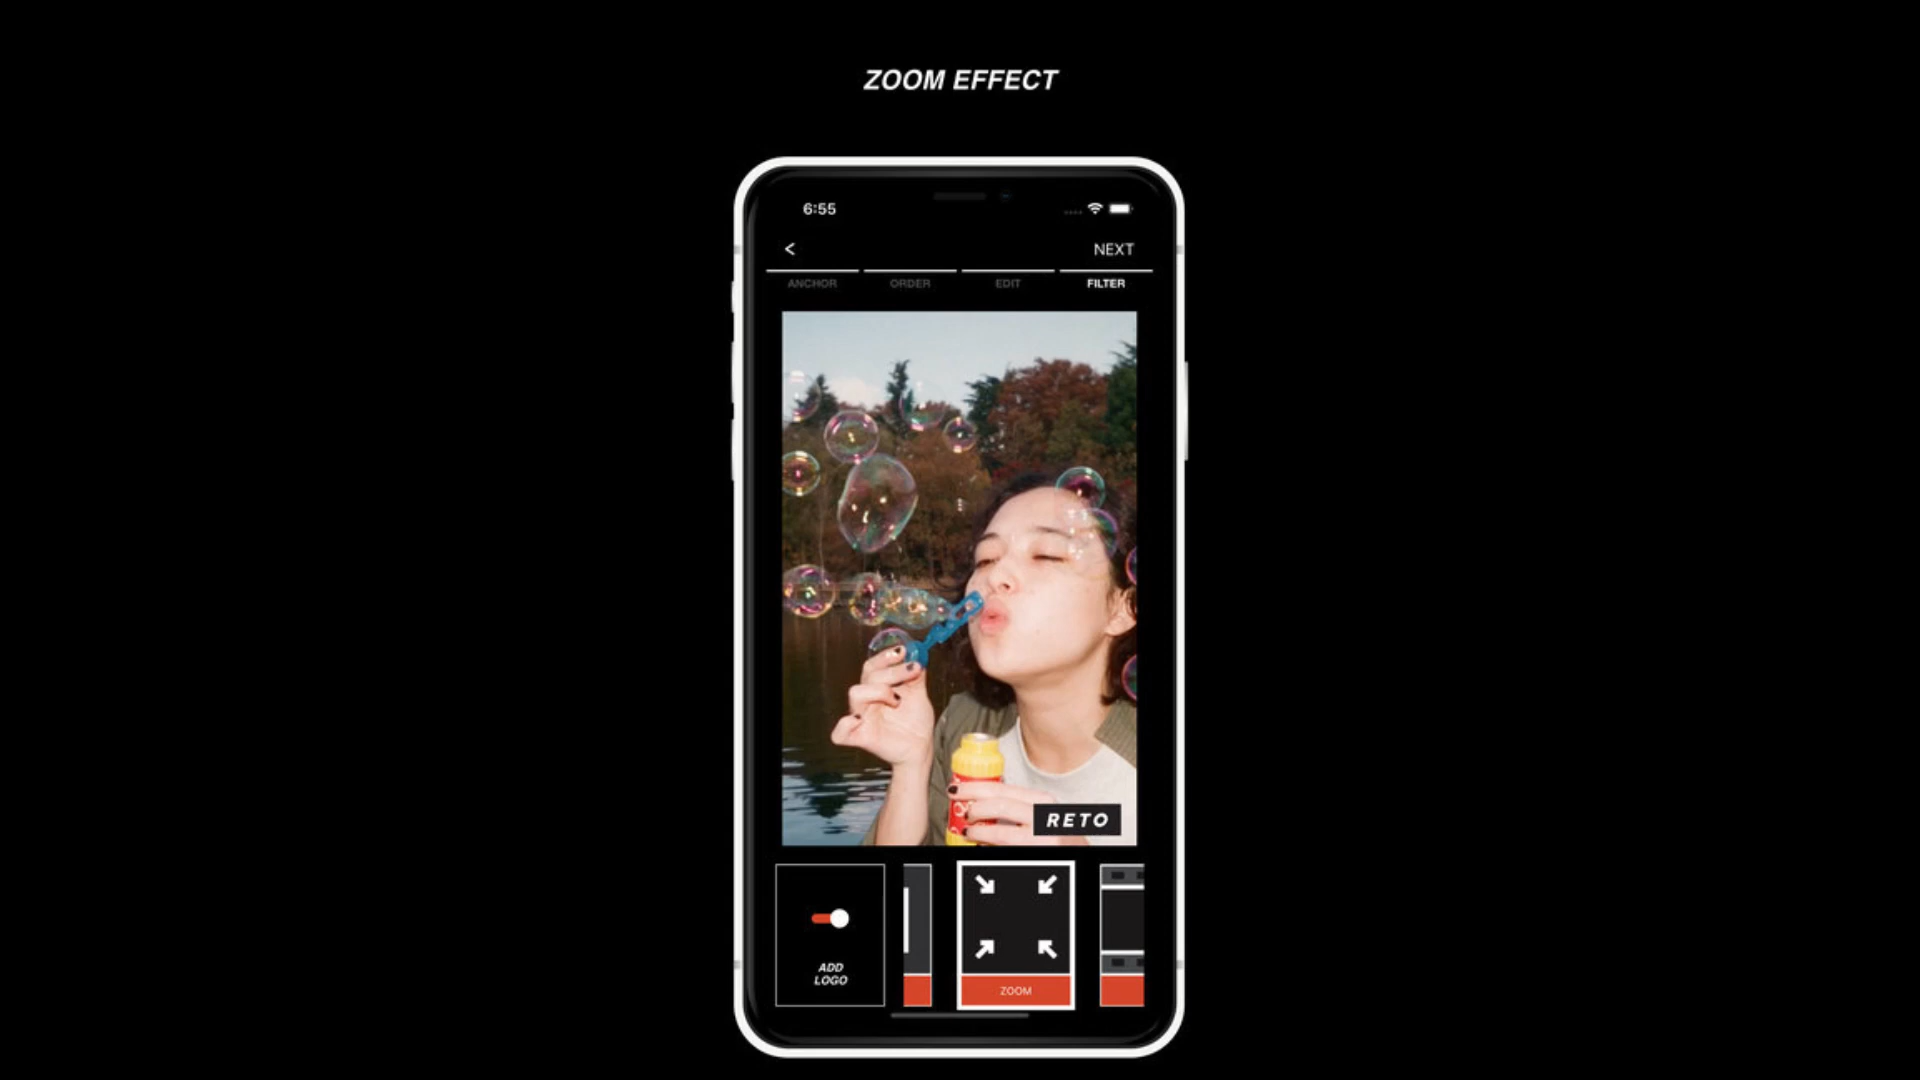 ZOOM EFFECT
6:55
< NEXT
ANCHOR ORDER EDIT FILTER
RETO
ADD
LOGO
ZOOM